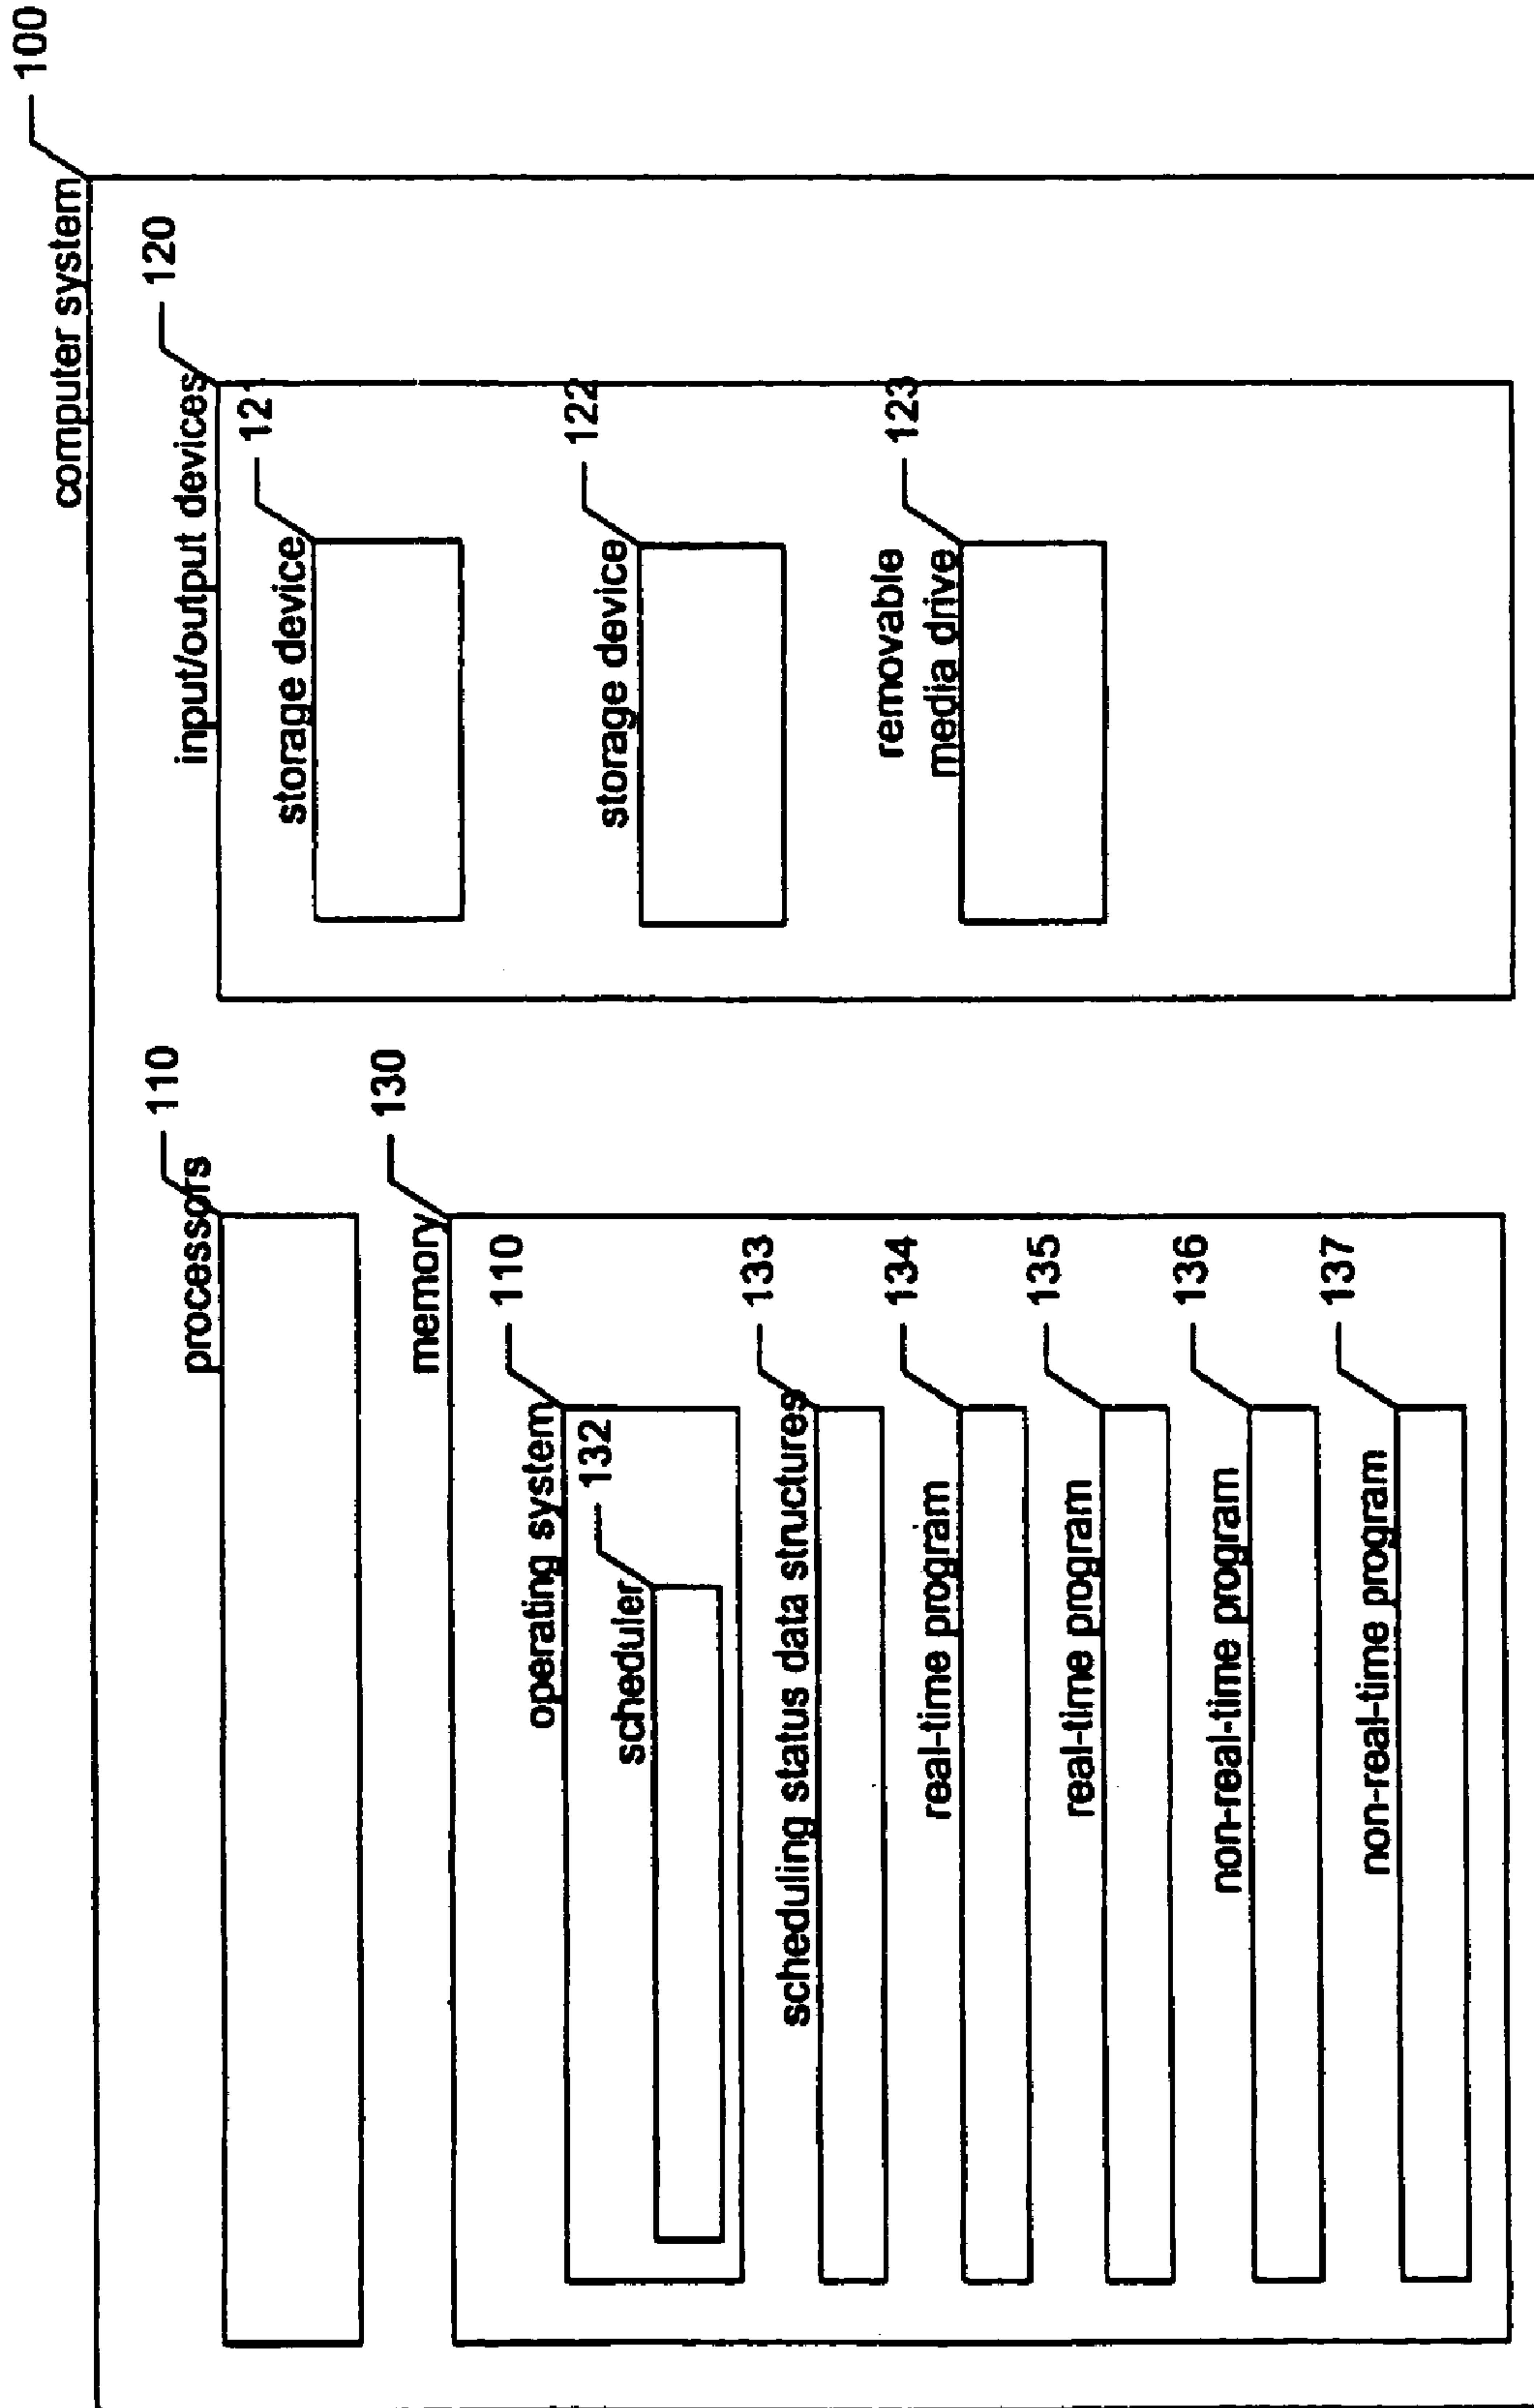 computer system
100
processors
110
input/output devices
120
storage device
121
storage device
122
removable
media drive
123
memory
130
operating system
110
scheduler
132
scheduling status data structures
133
real-time program
134
real-time program
135
non-real-time program
136
non-real-time program
137